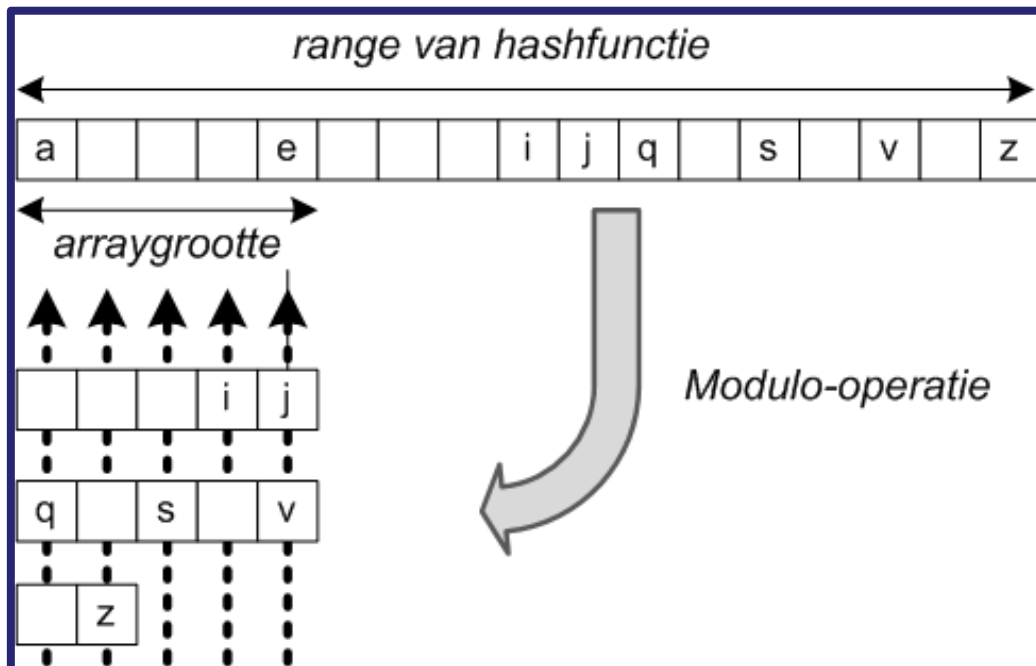 range van hashfunctie
a e i j q s v z
arraygrootte
i j
Modulo-operatie
q s v
z